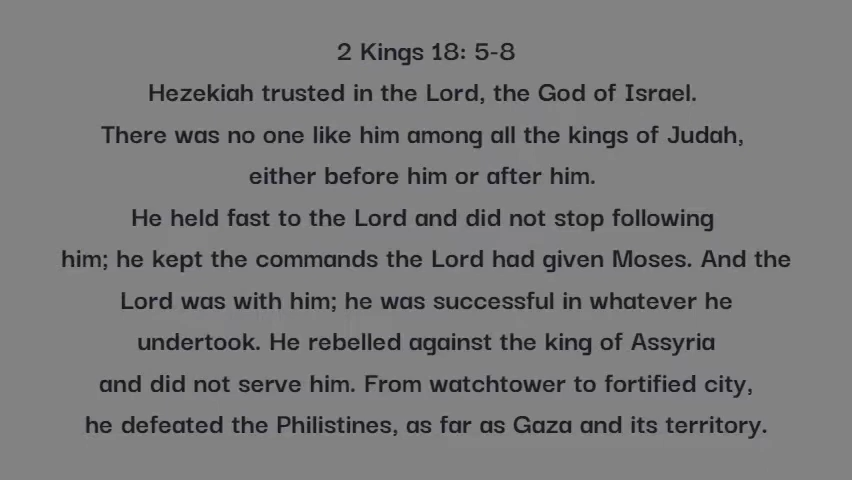 2 Kings 18: 5-8
Hezekiah trusted in the Lord, the God of Israel.
There was no one like him among all the kings of Judah,
either before him or after him.
He held fast to the Lord and did not stop following
him; he kept the commands the Lord had given Moses. And the
Lord was with him; he was successful in whatever he
undertook. He rebelled against the king of Assyria
and did not serve him. From watchtower to fortified city,
he defeated the Philistines, as far as Gaza and its territory.